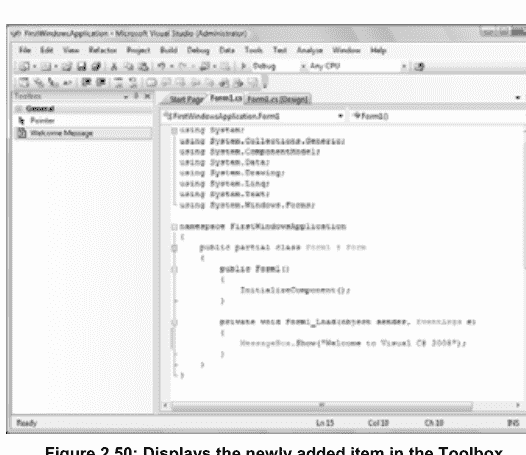 FirstWindowsApplication - Microsoft Visual Studio (Administrator)
File Edit View Refactor Project Build Debug Data Tools Test Analyze Window Help
Debug Any CPU
Toolbox
Start Page Form1.cs Form1.cs [Design]
General
Pointer
Welcome Message
FirstWindowsApplication.Form1 Form1()
using System;
using System.Collections.Generic;
using System.ComponentModel;
using System.Data;
using System.Drawing;
using System.Linq;
using System.Text;
using System.Windows.Forms;
namespace FirstWindowsApplication
{
public partial class Form1 : Form
{
public Form1()
{
InitializeComponent();
}
private void Form1_Load(object sender, EventArgs e)
{
MessageBox.Show("Welcome to Visual C# 2008");
}
}
}
Ready Ln 15 Col 10 Ch 10 INS
Figure 2.50: Displays the newly added item in the Toolbox